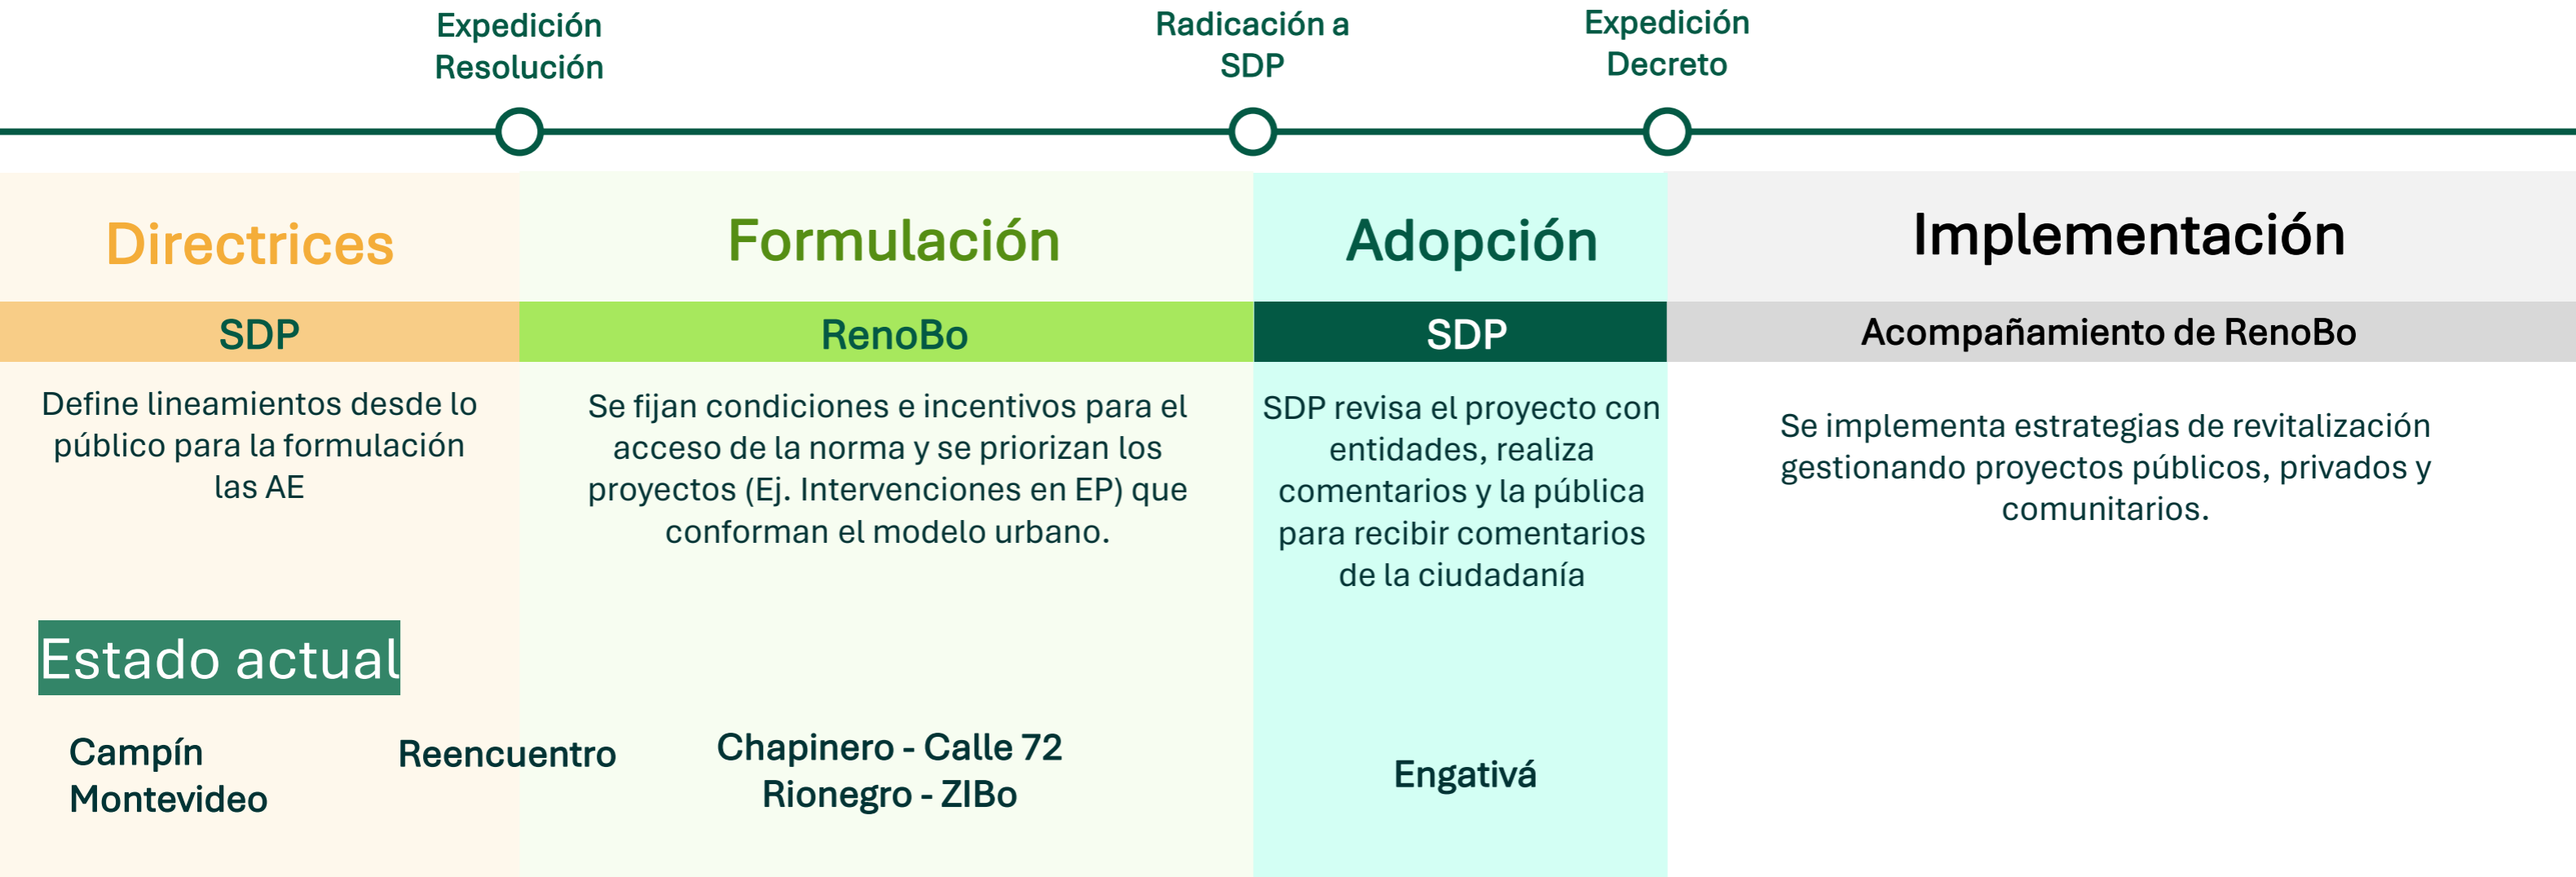 Expedición
Resolución
Radicación a
SDP
Expedición
Decreto
Directrices
Formulación
Adopción
Implementación
SDP
RenoBo
SDP
Acompañamiento de RenoBo
Define lineamientos desde lo
público para la formulación
las AE
Se fijan condiciones e incentivos para el
acceso de la norma y se priorizan los
proyectos (Ej. Intervenciones en EP) que
conforman el modelo urbano.
SDP revisa el proyecto con
entidades, realiza
comentarios y la pública
para recibir comentarios
de la ciudadanía
Se implementa estrategias de revitalización
gestionando proyectos públicos, privados y
comunitarios.
Estado actual
Campín
Montevideo
Reencuentro
Chapinero - Calle 72
Rionegro - ZIBo
Engativá